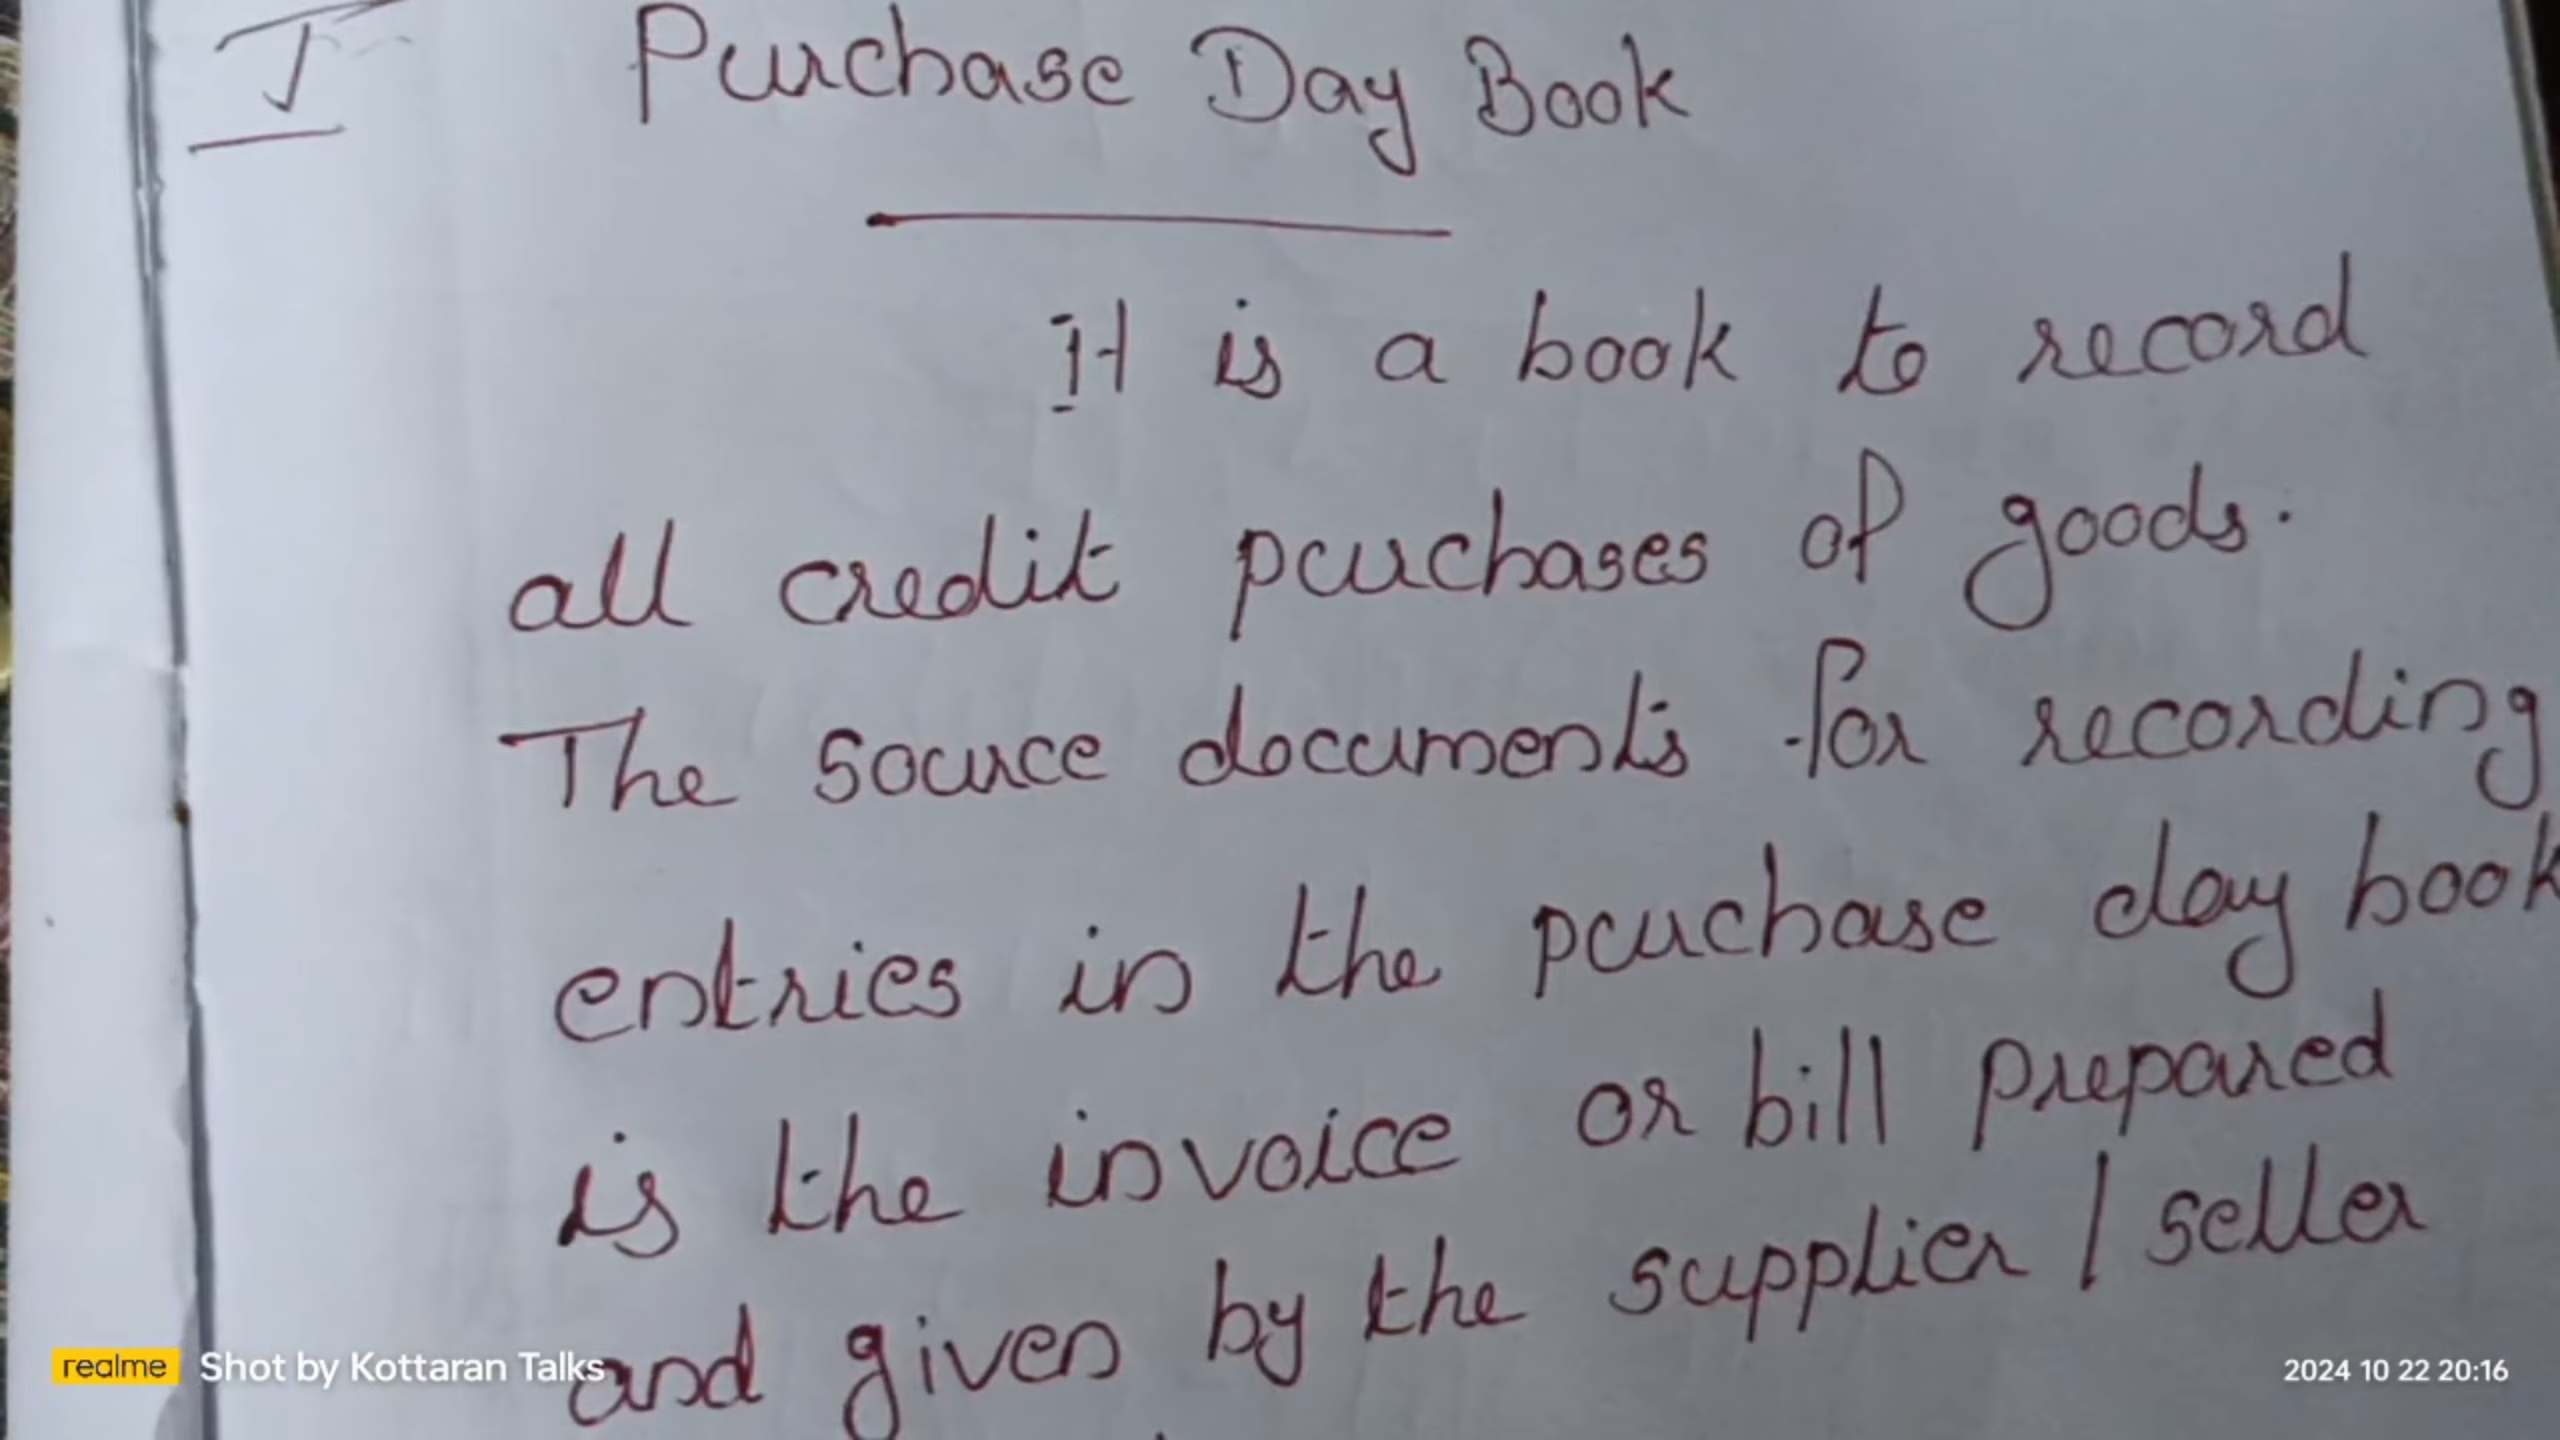 I Purchase Day Book
It is a book to record
all credit purchases of goods.
The source documents for recording
entries in the purchase day book
is the invoice or bill prepared
and given by the supplier / seller
realme Shot by Kottaran Talks
2024 10 22 20:16